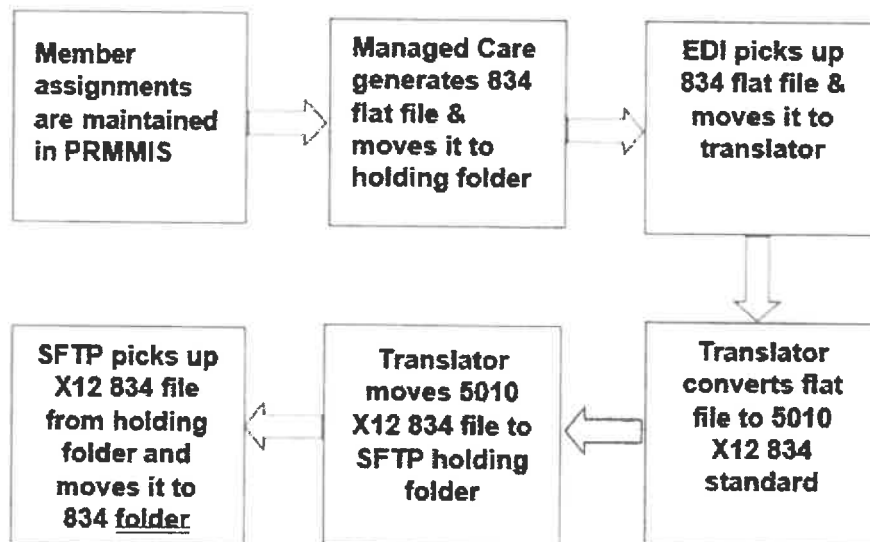 Member
assignments
are maintained
in PRMMIS
Managed Care
generates 834
flat file &
moves it to
holding folder
EDI picks up
834 flat file &
moves it to
translator
Translator
converts flat
file to 5010
X12 834
standard
Translator
moves 5010
X12 834 file to
SFTP holding
folder
SFTP picks up
X12 834 file
from holding
folder and
moves it to
834 folder